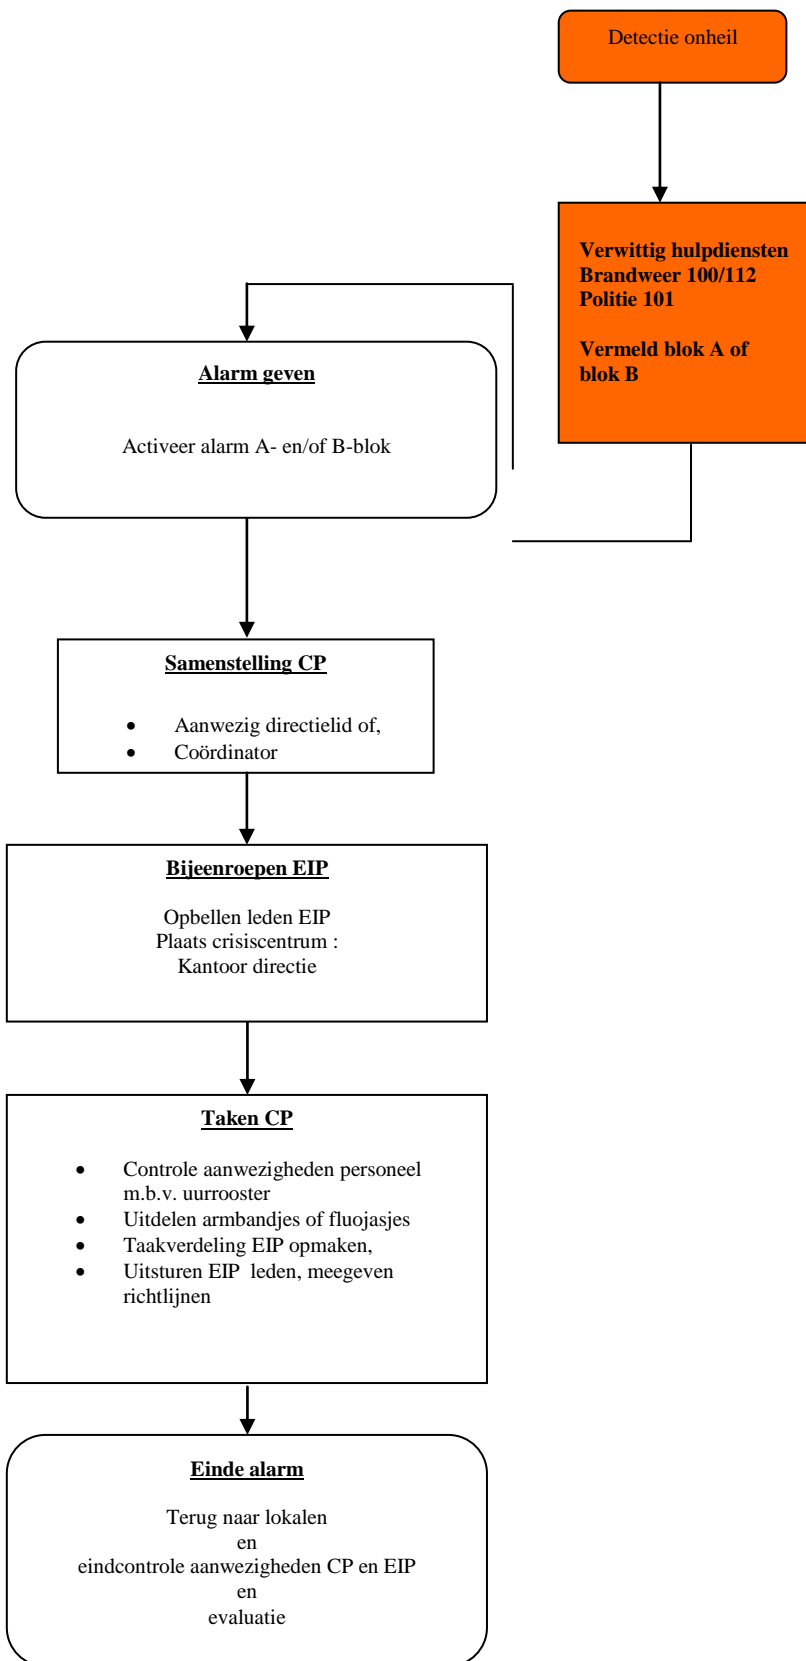 Detectie onheil
Verwittig hulpdiensten
Brandweer 100/112
Politie 101
Vermeld blok A of
blok B
Alarm geven
Activeer alarm A- en/of B-blok
Samenstelling CP
• Aanwezig directielid of,
• Coördinator
Bijeenroepen EIP
Opbellen leden EIP
Plaats crisiscentrum :
Kantoor directie
Taken CP
• Controle aanwezigheden personeel
m.b.v. uurrooster
• Uitdelen armbandjes of fluojasjes
• Taakverdeling EIP opmaken,
• Uitsturen EIP leden, meegeven
richtlijnen
Einde alarm
Terug naar lokalen
en
eindcontrole aanwezigheden CP en EIP
en
evaluatie